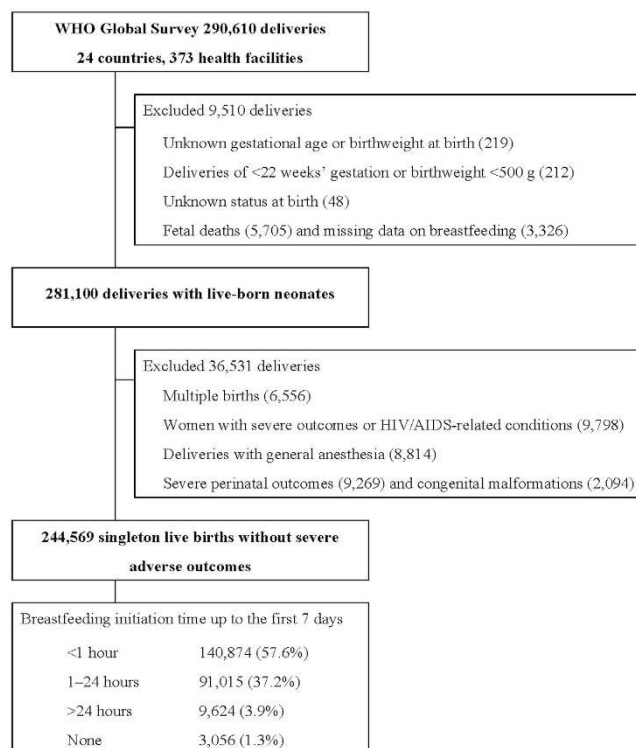 WHO Global Survey 290,610 deliveries
24 countries, 373 health facilities
Excluded 9,510 deliveries
Unknown gestational age or birthweight at birth (219)
Deliveries of <22 weeks’ gestation or birthweight <500 g (212)
Unknown status at birth (48)
Fetal deaths (5,705) and missing data on breastfeeding (3,326)
281,100 deliveries with live-born neonates
Excluded 36,531 deliveries
Multiple births (6,556)
Women with severe outcomes or HIV/AIDS-related conditions (9,798)
Deliveries with general anesthesia (8,814)
Severe perinatal outcomes (9,269) and congenital malformations (2,094)
244,569 singleton live births without severe
adverse outcomes
Breastfeeding initiation time up to the first 7 days
<1 hour 140,874 (57.6%)
1–24 hours 91,015 (37.2%)
>24 hours 9,624 (3.9%)
None 3,056 (1.3%)